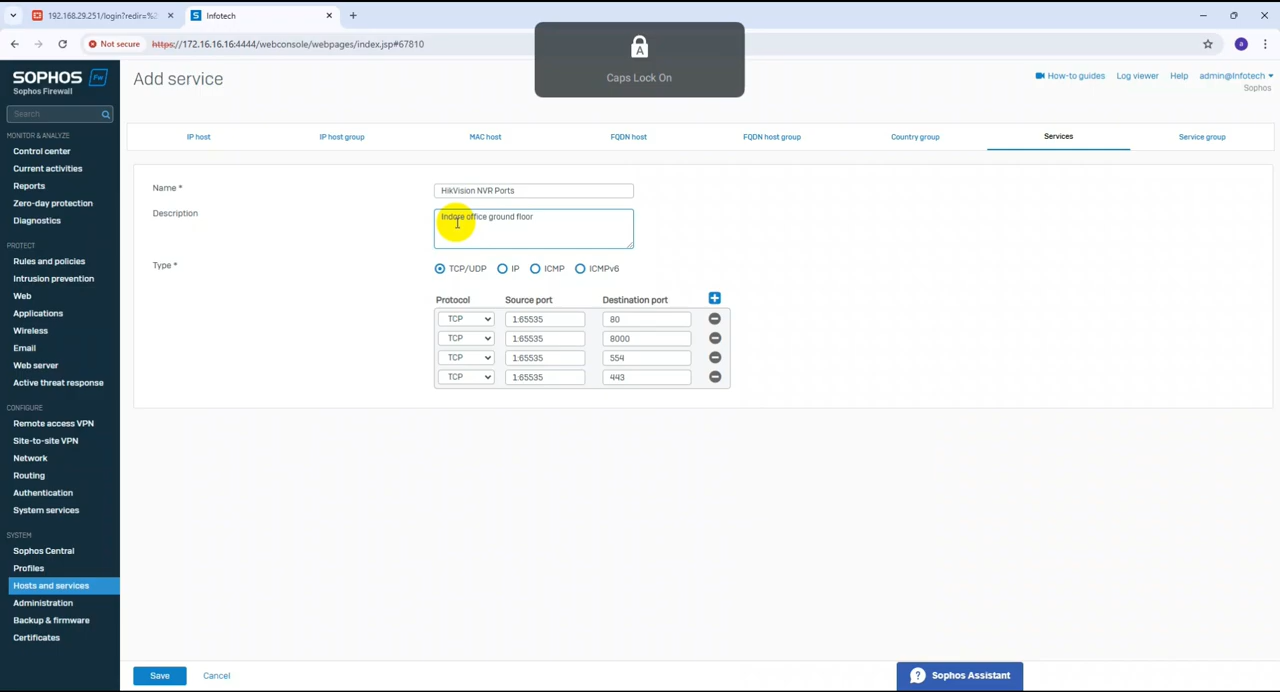 192.168.29.251/login?redir=%2
Infotech
Not secure
https://172.16.16.16:4444/webconsole/webpages/index.jsp#67810
a
A
Caps Lock On
SOPHOS Fw
Sophos Firewall
Add service
How-to guides Log viewer Help admin@Infotech
Sophos
Search
IP host IP host group MAC host FQDN host FQDN host group Country group Services Service group
MONITOR & ANALYZE
Control center
Current activities
Reports
Zero-day protection
Diagnostics
PROTECT
Rules and policies
Intrusion prevention
Web
Applications
Wireless
Email
Web server
Active threat response
CONFIGURE
Remote access VPN
Site-to-site VPN
Network
Routing
Authentication
System services
SYSTEM
Sophos Central
Profiles
Hosts and services
Administration
Backup & firmware
Certificates
Name * HikVision NVR Ports
Description Indore office ground floor
Type * TCP/UDP IP ICMP ICMPv6
Protocol Source port Destination port
TCP 1:65535 80
TCP 1:65535 8000
TCP 1:65535 554
TCP 1:65535 443
Save Cancel
? Sophos Assistant